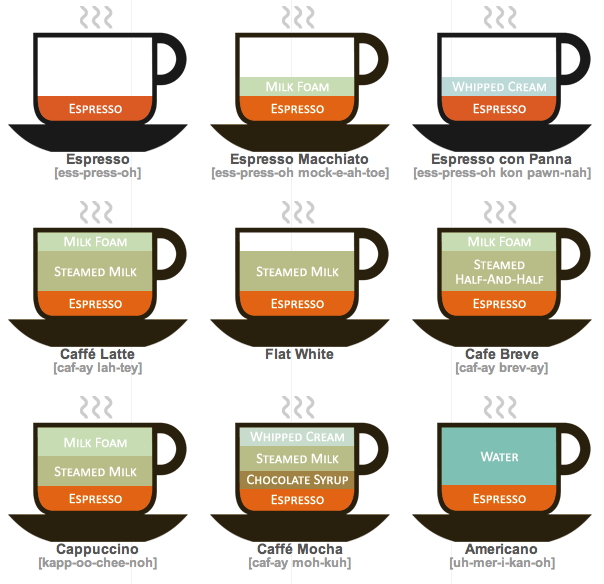 Espresso
Espresso
[ess-press-oh]
Milk Foam
Espresso
Espresso Macchiato
[ess-press-oh mock-e-ah-toe]
Whipped Cream
Espresso
Espresso con Panna
[ess-press-oh kon pawn-nah]
Milk Foam
Steamed Milk
Espresso
Caffé Latte
[caf-ay lah-tey]
Steamed Milk
Espresso
Flat White
Milk Foam
Steamed
Half-And-Half
Espresso
Cafe Breve
[caf-ay brev-ay]
Milk Foam
Steamed Milk
Espresso
Cappuccino
[kapp-oo-chee-noh]
Whipped Cream
Steamed Milk
Chocolate Syrup
Espresso
Caffé Mocha
[caf-ay moh-kuh]
Water
Espresso
Americano
[uh-mer-i-kan-oh]